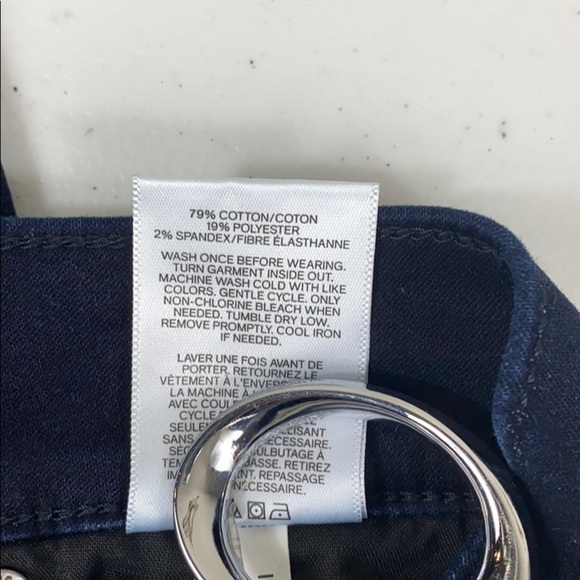 79% COTTON/COTON
19% POLYESTER
2% SPANDEX/FIBRE ÉLASTHANNE
WASH ONCE BEFORE WEARING.
TURN GARMENT INSIDE OUT.
MACHINE WASH COLD WITH LIKE
COLORS. GENTLE CYCLE. ONLY
NON-CHLORINE BLEACH WHEN
NEEDED. TUMBLE DRY LOW.
REMOVE PROMPTLY. COOL IRON
IF NEEDED.
LAVER UNE FOIS AVANT DE
PORTER. RETOURNEZ LE
VÊTEMENT À L'ENVERS
LA MACHINE À
AVEC
CYCLE
SANS
NÉCESSAIRE.
BASSE. RETIREZ
REPASSAGE
NÉCESSAIRE.